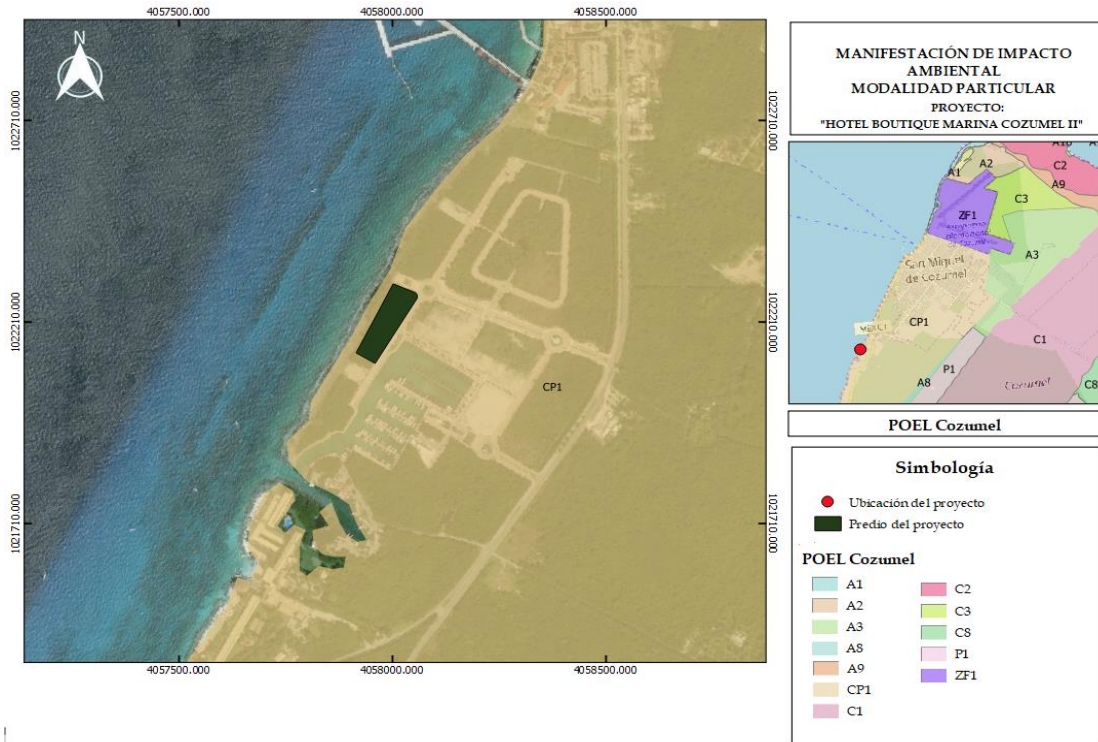 4057500.000
4058000.000
4058500.000
N
1022710.000
1022710.000
1022210.000
1022210.000
1021710.000
1021710.000
CP1
4057500.000
4058000.000
4058500.000
MANIFESTACIÓN DE IMPACTO
AMBIENTAL
MODALIDAD PARTICULAR
PROYECTO:
"HOTEL BOUTIQUE MARINA COZUMEL II"
A10
A1
A2
C2
A9
C3
ZF1
A3
San Miguel
de Cozumel
CP1
C1
P1
A8
Cozumel
C8
POEL Cozumel
Simbología
Ubicación del proyecto
Predio del proyecto
POEL Cozumel
A1
A2
A3
A8
A9
CP1
C1
C2
C3
C8
P1
ZF1